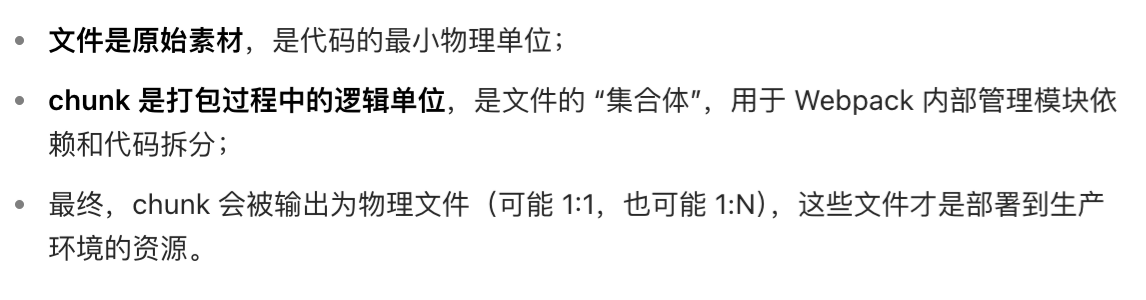 文件是原始素材，是代码的最小物理单位；
chunk 是打包过程中的逻辑单位，是文件的 “集合体”，用于 Webpack 内部管理模块依
赖和代码拆分；
最终，chunk 会被输出为物理文件（可能 1:1，也可能 1:N），这些文件才是部署到生产
环境的资源。